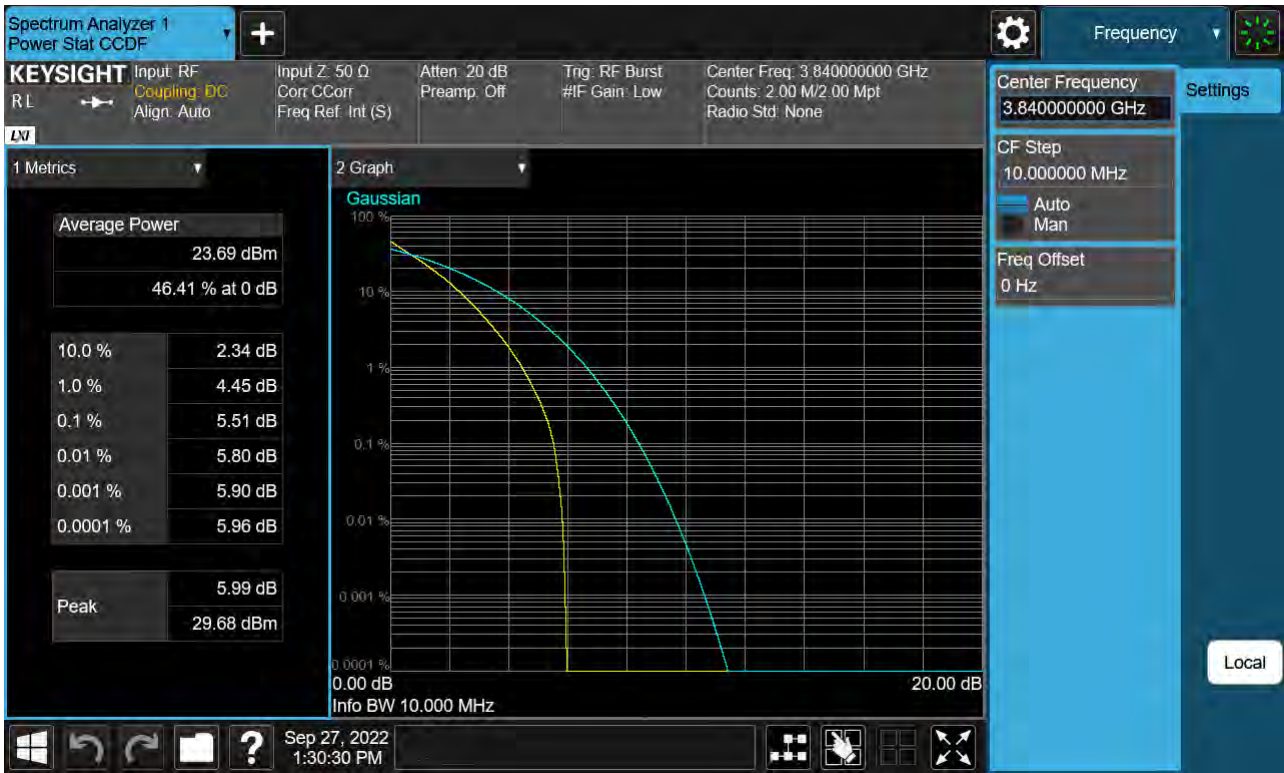 Spectrum Analyzer 1
Power Stat CCDF
Frequency
KEYSIGHT
RL
LXI
Input: RF
Coupling: DC
Align: Auto
Input Z: 50 Ω
Corr CCorr
Freq Ref: Int (S)
Atten: 20 dB
Preamp: Off
Trig: RF Burst
#IF Gain: Low
Center Freq: 3.840000000 GHz
Counts: 2.00 M/2.00 Mpt
Radio Std: None
1 Metrics
Average Power
23.69 dBm
46.41 % at 0 dB
10.0 % 2.34 dB
1.0 % 4.45 dB
0.1 % 5.51 dB
0.01 % 5.80 dB
0.001 % 5.90 dB
0.0001 % 5.96 dB
Peak
5.99 dB
29.68 dBm
2 Graph
Gaussian
100 %
10 %
1 %
0.1 %
0.01 %
0.001 %
0.0001 %
0.00 dB 20.00 dB
Info BW 10.000 MHz
Center Frequency
3.840000000 GHz
CF Step
10.000000 MHz
Auto
Man
Freq Offset
0 Hz
Settings
Local
?
Sep 27, 2022
1:30:30 PM